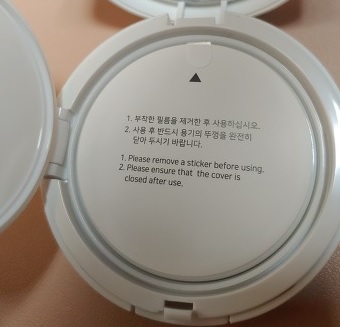 1. 부착한 필름을 제거한 후 사용하십시오.
2. 사용 후 반드시 용기의 뚜껑을 완전히
닫아 두시기 바랍니다.
1. Please remove a sticker before using.
2. Please ensure that the cover is
closed after use.